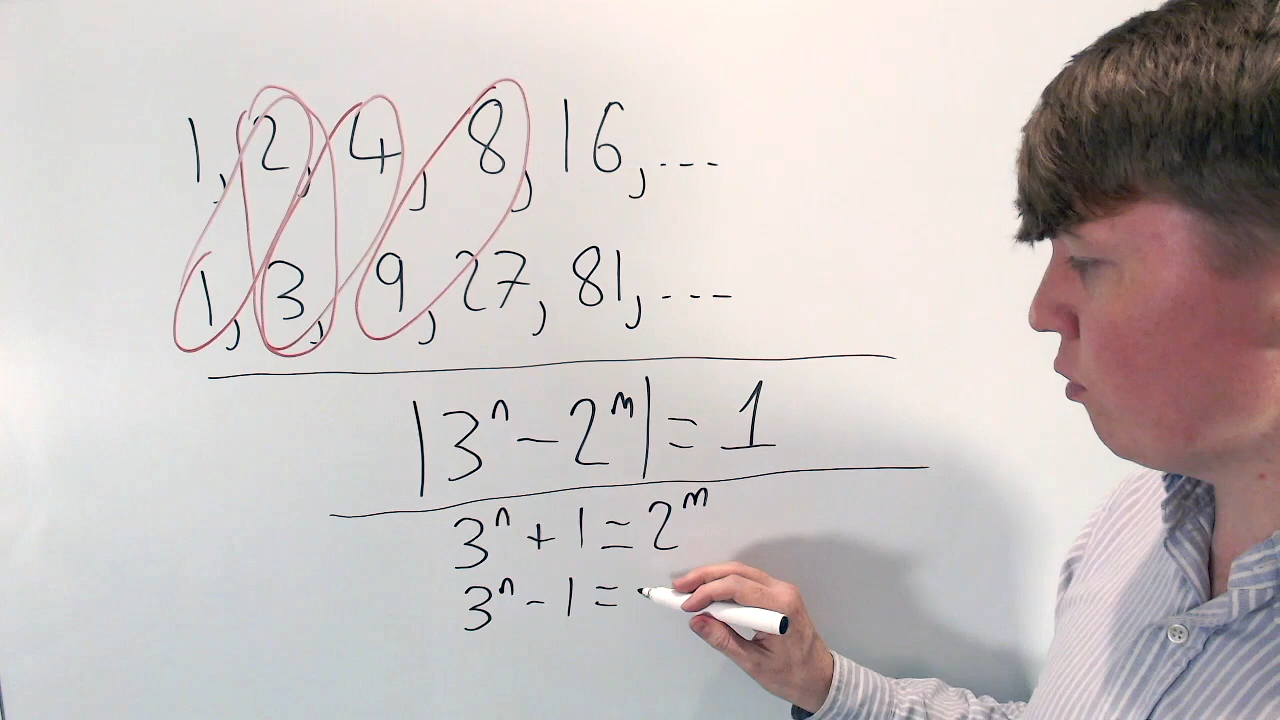 1, 2, 4, 8, 16, ...
1, 3, 9, 27, 81, ...
|3ⁿ - 2ᵐ| = 1
3ⁿ + 1 = 2ᵐ
3ⁿ - 1 =